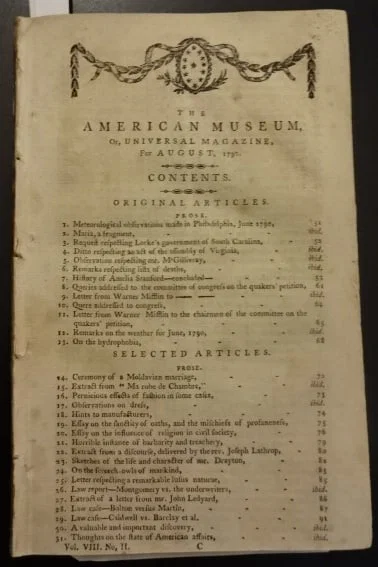 THE
AMERICAN MUSEUM,
Or, UNIVERSAL MAGAZINE,
For AUGUST, 1790.
CONTENTS.
ORIGINAL ARTICLES.
PROSE.
1. Meteorological observations made in Philadelphia, June 1790, 51
2. Maria, a fragment, - ibid.
3. Request respecting Locke's government of South Carolina, - 52
4. Ditto respecting an act of the assembly of Virginia, - ibid.
5. Observation respecting mr. M'Gillivray, - ibid.
6. Remarks respecting lists of deaths, - ibid.
7. History of Amelia Stanford—concluded— - 55
8. Queries addressed to the committee of congress on the quakers' petition, 61
9. Letter from Warner Mifflin to —— —— - ibid.
10. Quere addressed to congress, - 64
11. Letter from Warner Mifflin to the chairman of the committee on the
quakers' petition, - 65
12. Remarks on the weather for June, 1790, - ibid.
13. On the hydrophobia, - 68
SELECTED ARTICLES.
PROSE.
14. Ceremony of a Moldavian marriage, - 72
15. Extract from "Ma robe de Chambre," - ibid.
16. Pernicious effects of fashion in some cases, - 73
17. Observations on dress, - ibid.
18. Hints to manufacturers, - 74
19. Essay on the sanctity of oaths, and the mischiefs of profaneness, 75
20. Essay on the influence of religion in civil society, - 76
21. Horrible instance of barbarity and treachery, - 79
22. Extract from a discourse, delivered by the rev. Joseph Lathrop, - 80
23. Sketches of the life and character of mr. Drayton, - 82
24. On the screech-owls of mankind, - 83
25. Letter respecting a remarkable lusus naturæ, - 85
26. Law report—Montgomery vs. the underwriters, - ibid.
27. Extract of a letter from mr. John Ledyard, - 86
28. Law case—Bolton versus Martin, - 87
29. Law case—Caldwell vs. Barclay et al. - 92
30. A valuable and important discovery, - ibid.
31. Thoughts on the state of American affairs, - ibid.
Vol. VIII. No. II. C